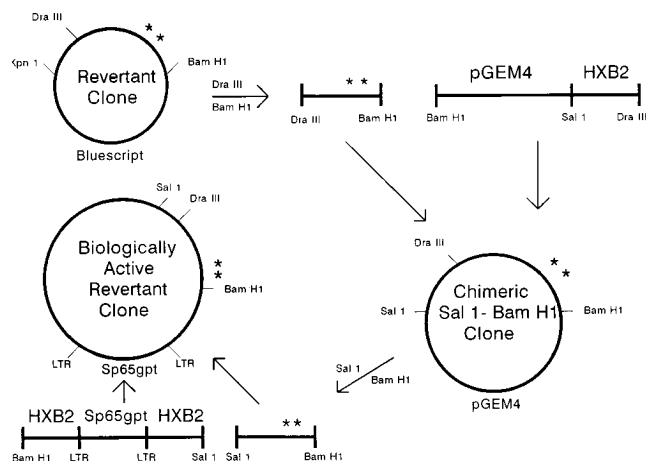 Dra III
* *
Kpn 1
Bam H1
Revertant
Clone
Bluescript
Dra III
Bam H1
* *
Dra III
Bam H1
pGEM4
HXB2
Bam H1
Sal 1
Dra III
Sal 1
Dra III
Biologically
Active
Revertant
Clone
*
*
Bam H1
LTR
LTR
Sp65gpt
Dra III
* *
Sal 1
Bam H1
Chimeric
Sal 1- Bam H1
Clone
pGEM4
Sal 1
Bam H1
HXB2
Sp65gpt
HXB2
Bam H1
LTR
LTR
Sal 1
**
Sal 1
Bam H1